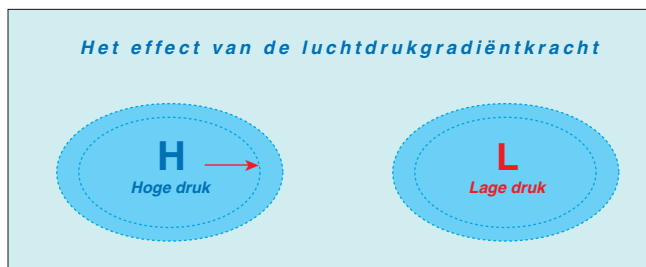 Het effect van de luchtdrukgradiëntkracht
H
Hoge druk
L
Lage druk